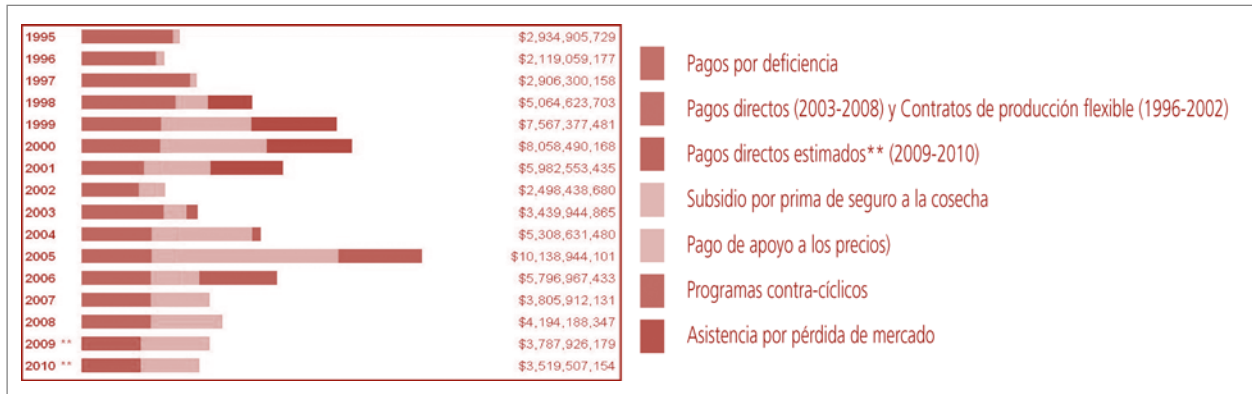 1995 $2,934,905,729
1996 $2,119,059,177
1997 $2,906,300,158
1998 $5,064,623,703
1999 $7,567,377,481
2000 $8,058,490,168
2001 $5,982,553,435
2002 $2,498,438,680
2003 $3,439,944,865
2004 $5,308,631,480
2005 $10,138,944,101
2006 $5,796,967,433
2007 $3,805,912,131
2008 $4,194,188,347
2009 ** $3,787,926,179
2010 ** $3,519,507,154
Pagos por deficiencia
Pagos directos (2003-2008) y Contratos de producción flexible (1996-2002)
Pagos directos estimados** (2009-2010)
Subsidio por prima de seguro a la cosecha
Pago de apoyo a los precios)
Programas contra-cíclicos
Asistencia por pérdida de mercado